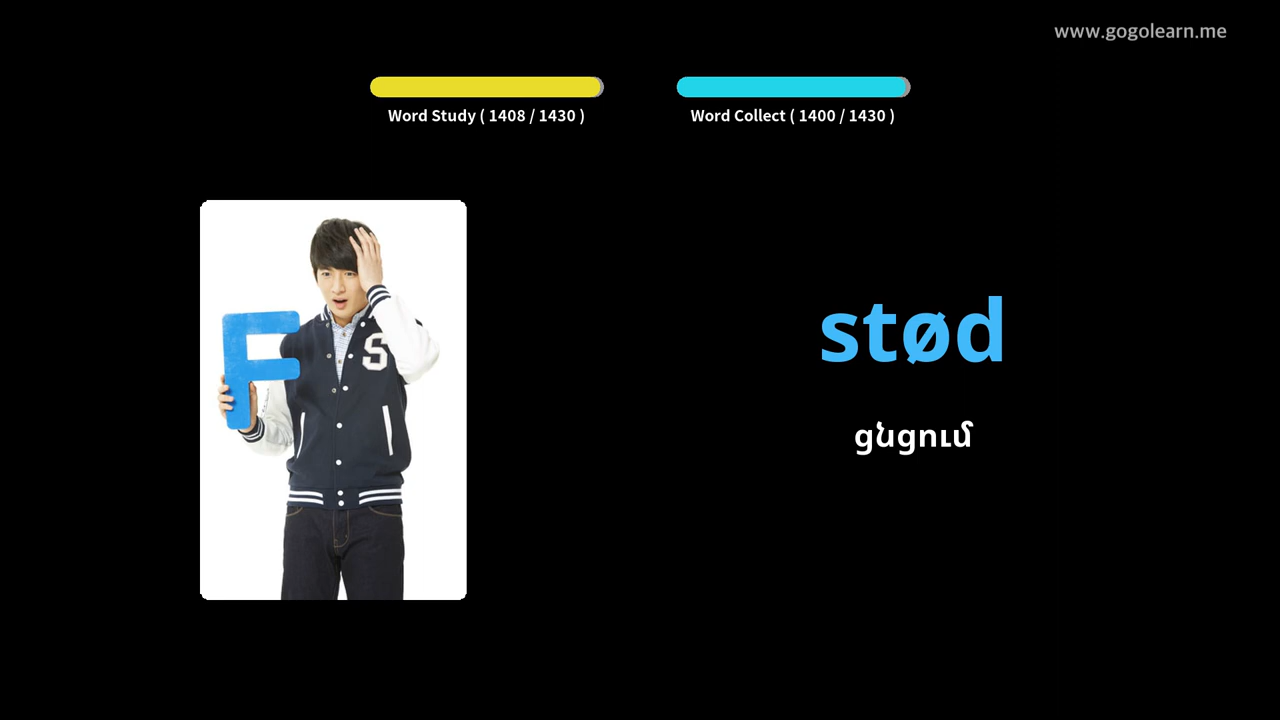 www.gogolearn.me
Word Study ( 1408 / 1430 )
Word Collect ( 1400 / 1430 )
F
S
stød
ցնցում